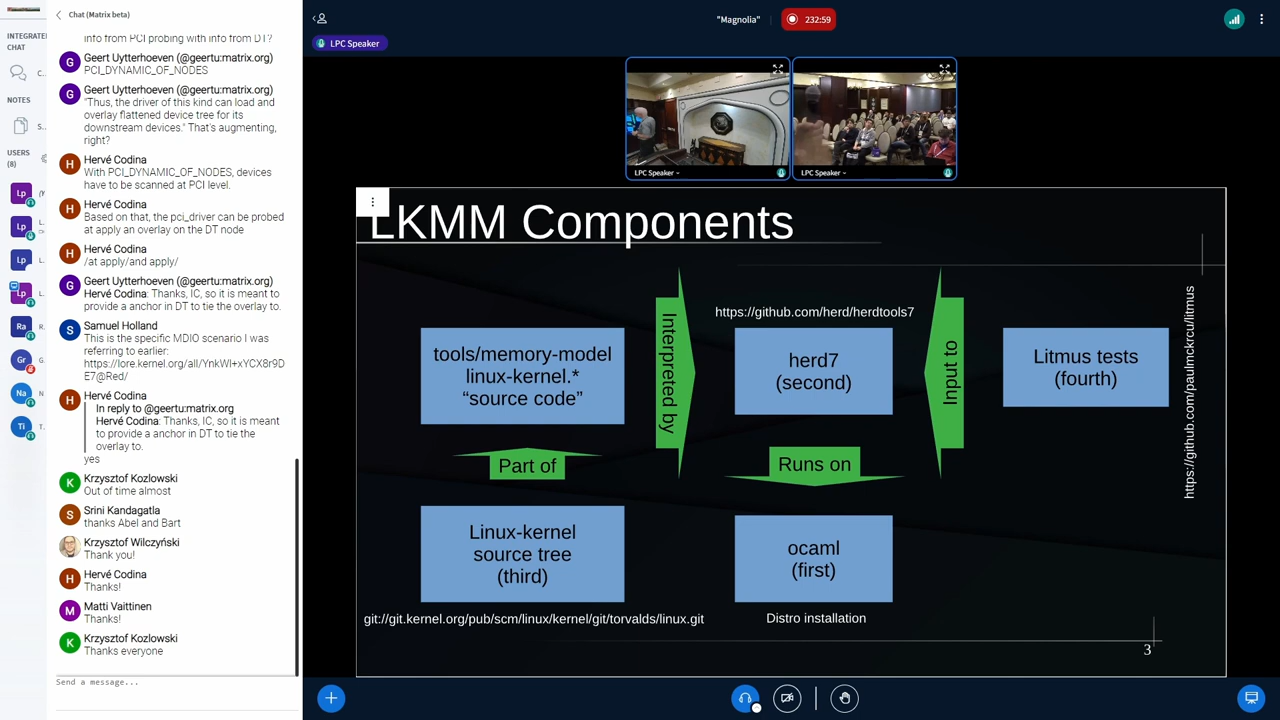 INTEGRATE
CHAT
C..
NOTES
S..
USERS
(8)
Lp
Lp
L.
Lp
L..
Lp
L.
Ra
R.
Gr
G
Na
N
Ti
T.
Chat (Matrix beta)
info from PCI probing with info from DT?
G
Geert Uytterhoeven (@geertu:matrix.org)
PCI_DYNAMIC_OF_NODES
G
Geert Uytterhoeven (@geertu:matrix.org)
"Thus, the driver of this kind can load and
overlay flattened device tree for its
downstream devices." That's augmenting,
right?
H
Hervé Codina
With PCI_DYNAMIC_OF_NODES, devices
have to be scanned at PCI level.
H
Hervé Codina
Based on that, the pci_driver can be probed
at apply an overlay on the DT node
H
Hervé Codina
/at apply/and apply/
G
Geert Uytterhoeven (@geertu:matrix.org)
Hervé Codina: Thanks, IC, so it is meant to
provide a anchor in DT to tie the overlay to.
S
Samuel Holland
This is the specific MDIO scenario I was
referring to earlier:
https://lore.kernel.org/all/YnkWl+xYCX8r9D
E7@Red/
H
Hervé Codina
In reply to @geertu:matrix.org
Hervé Codina: Thanks, IC, so it is meant
to provide a anchor in DT to tie the
overlay to.
yes
K
Krzysztof Kozlowski
Out of time almost
S
Srini Kandagatla
thanks Abel and Bart
Krzysztof Wilczyński
Thank you!
H
Hervé Codina
Thanks!
M
Matti Vaittinen
Thanks!
K
Krzysztof Kozlowski
Thanks everyone
Send a message...
"Magnolia"
232:59
LPC Speaker
LPC Speaker
LPC Speaker
LKMM Components
https://github.com/herd/herdtools7
tools/memory-model
linux-kernel.*
“source code”
Interpreted by
herd7
(second)
Input to
Litmus tests
(fourth)
https://github.com/paulmckrcu/litmus
Part of
Runs on
Linux-kernel
source tree
(third)
ocaml
(first)
git://git.kernel.org/pub/scm/linux/kernel/git/torvalds/linux.git
Distro installation
3